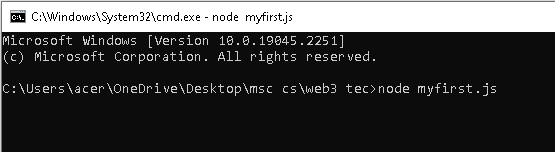 C:\Windows\System32\cmd.exe - node  myfirst.js
Microsoft Windows [Version 10.0.19045.2251]
(c) Microsoft Corporation. All rights reserved.
C:\Users\acer\OneDrive\Desktop\msc cs\web3 tec>node myfirst.js